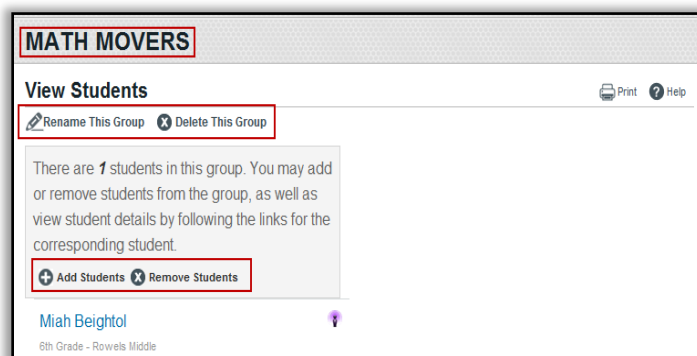 MATH MOVERS
View Students
Print Help
Rename This Group Delete This Group
There are 1 students in this group. You may add
or remove students from the group, as well as
view student details by following the links for the
corresponding student.
Add Students Remove Students
Miah Beightol
6th Grade - Rowels Middle